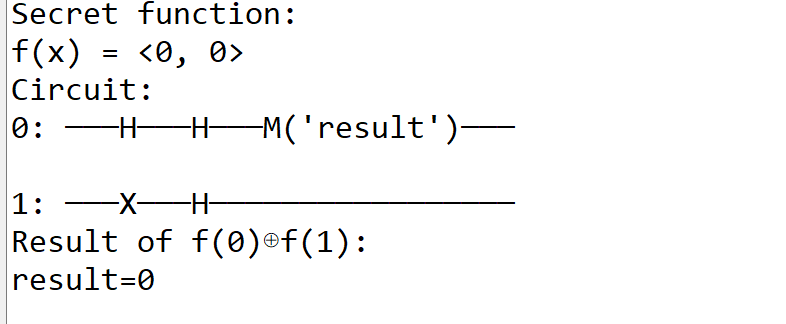 Secret function:
f(x) = <0, 0>
Circuit:
0: ───H───H───M('result')───
1: ───X───H─────────────────
Result of f(0)⊕f(1):
result=0